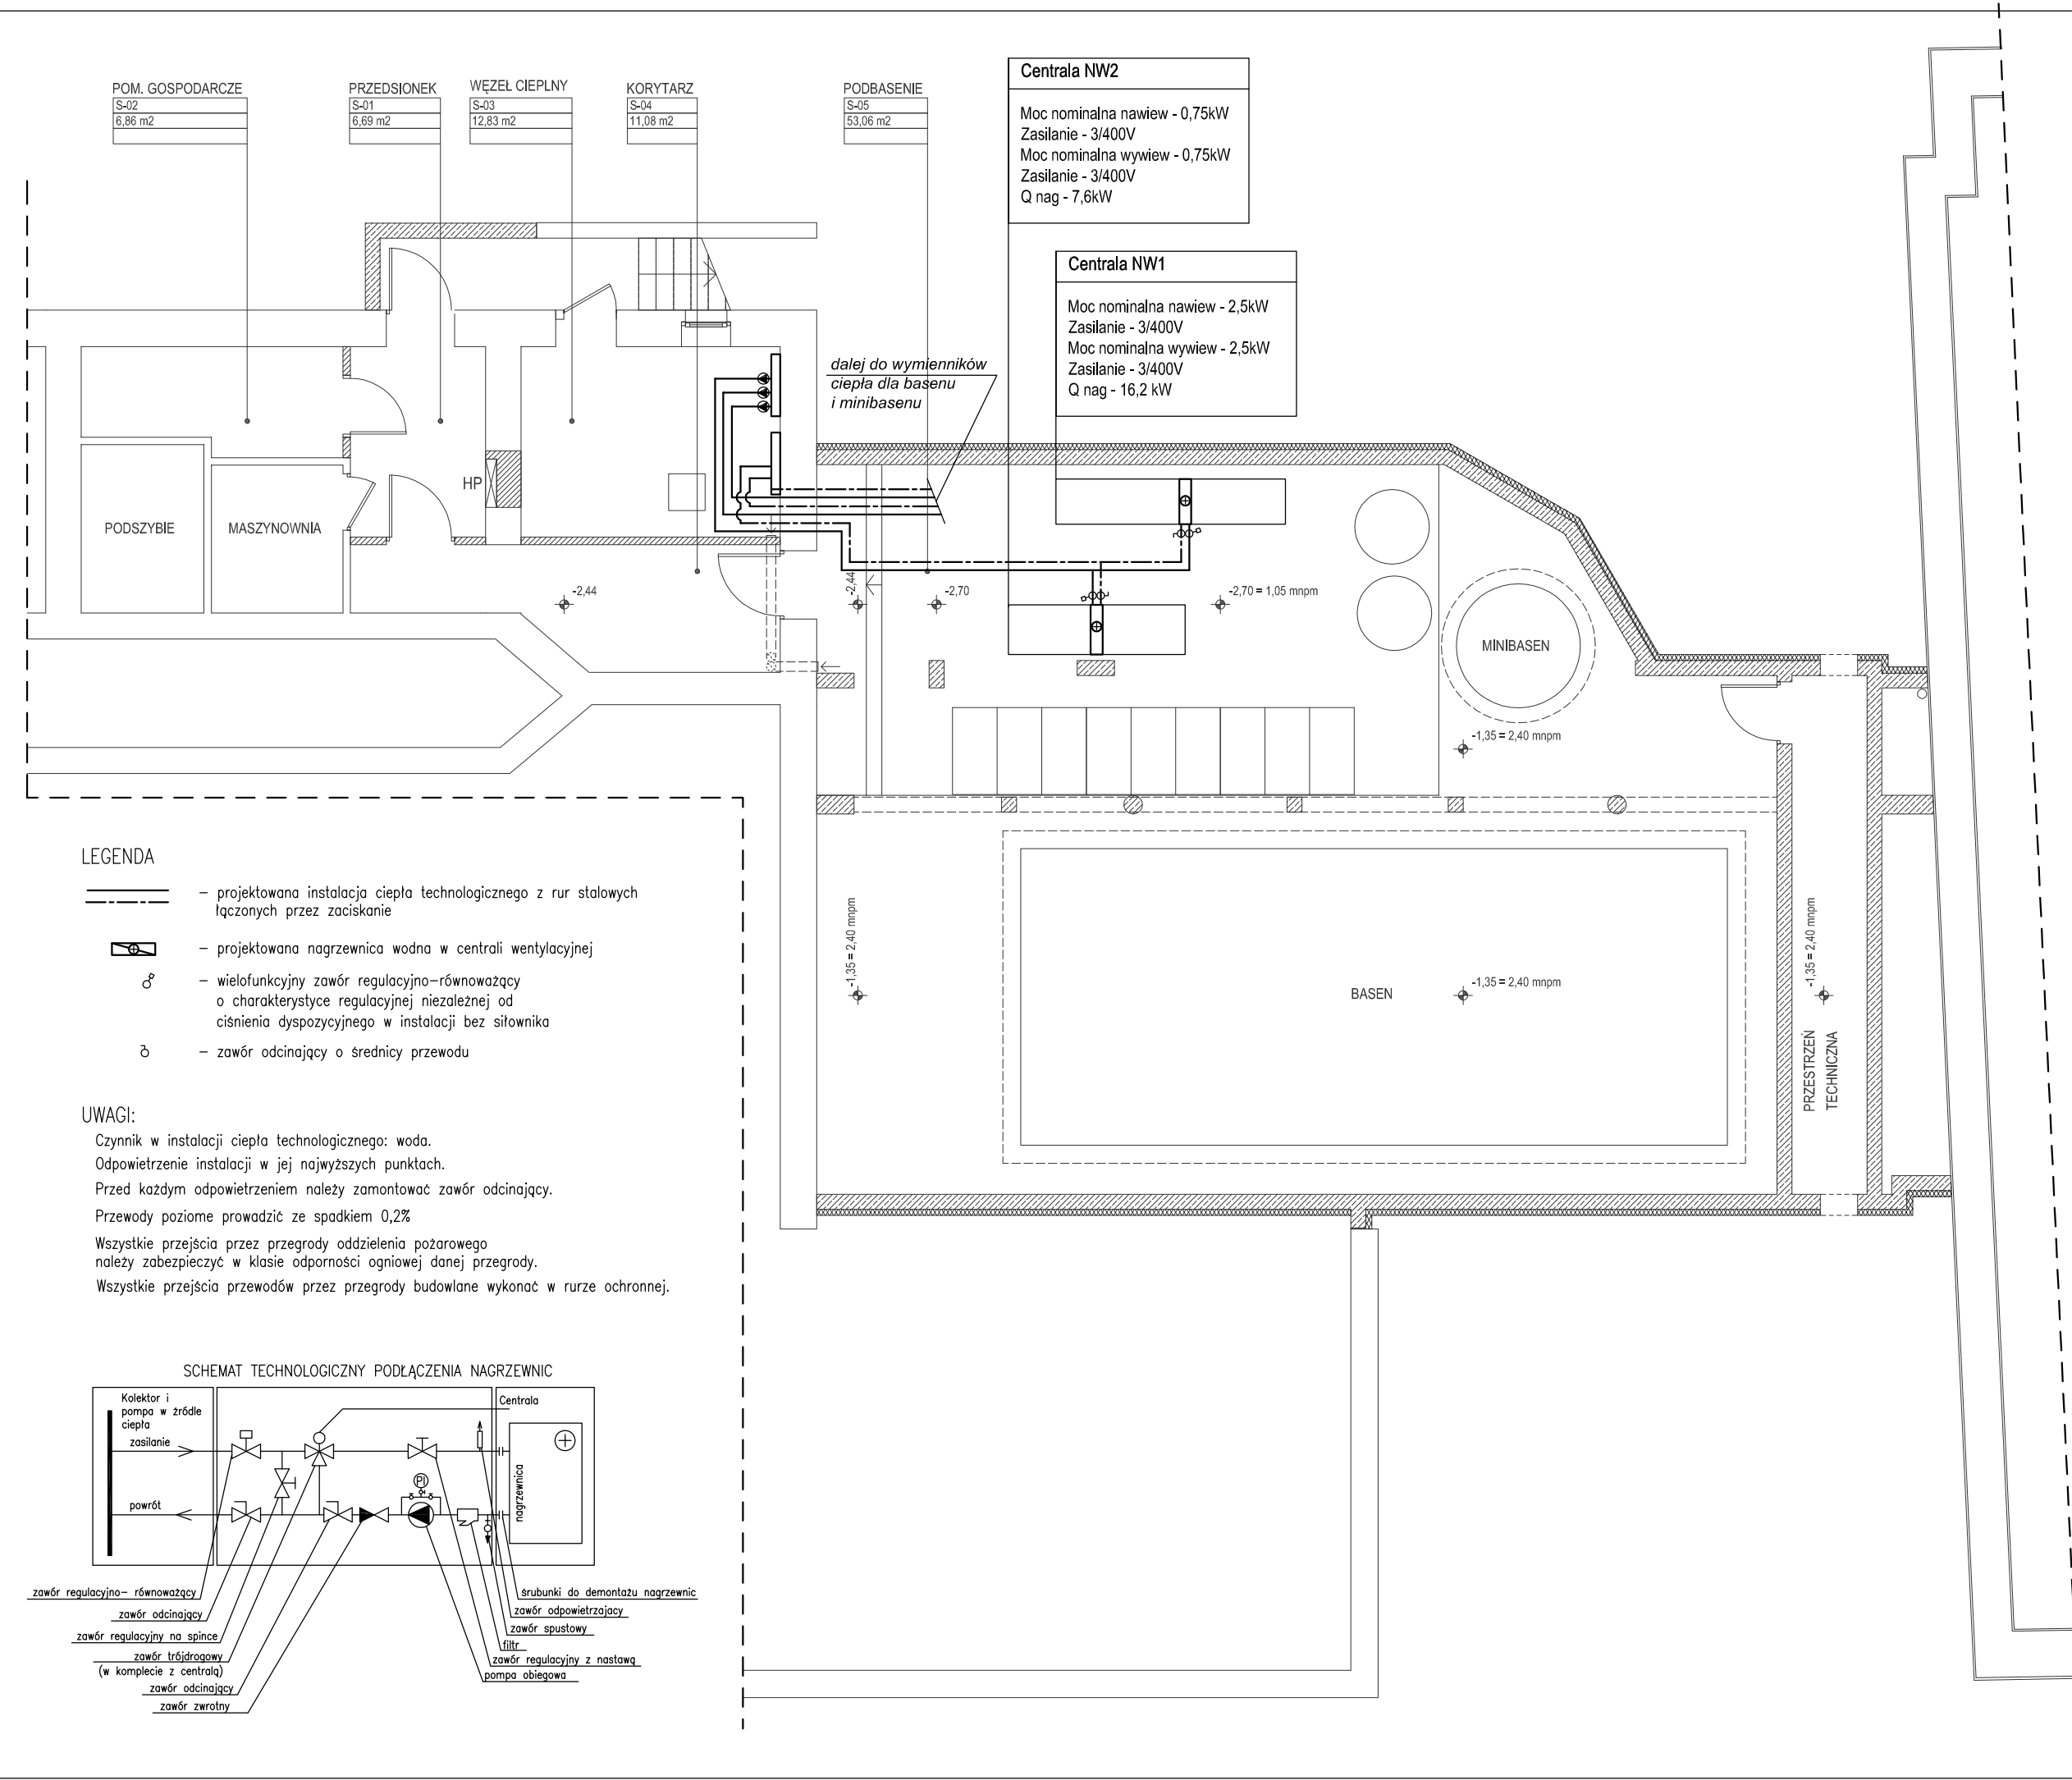 POM. GOSPODARCZE
S-02
6,86 m2
PRZEDSIONEK
S-01
6,69 m2
WĘZEŁ CIEPLNY
S-03
12,83 m2
KORYTARZ
S-04
11,08 m2
PODBASENIE
S-05
53,06 m2
Centrala NW2
Moc nominalna nawiew - 0,75kW
Zasilanie - 3/400V
Moc nominalna wywiew - 0,75kW
Zasilanie - 3/400V
Q nag - 7,6kW
Centrala NW1
Moc nominalna nawiew - 2,5kW
Zasilanie - 3/400V
Moc nominalna wywiew - 2,5kW
Zasilanie - 3/400V
Q nag - 16,2 kW
dalej do wymienników
ciepła dla basenu
i minibasenu
HP
PODSZYBIE
MASZYNOWNIA
-2,44
-2,44
-2,70
-2,70 = 1,05 mnpm
MINIBASEN
-1,35 = 2,40 mnpm
-1,35 = 2,40 mnpm
BASEN
-1,35 = 2,40 mnpm
-1,35 = 2,40 mnpm
PRZESTRZEŃ
TECHNICZNA
LEGENDA
– projektowana instalacja ciepła technologicznego z rur stalowych
łączonych przez zaciskanie
– projektowana nagrzewnica wodna w centrali wentylacyjnej
– wielofunkcyjny zawór regulacyjno–równoważący
o charakterystyce regulacyjnej niezależnej od
ciśnienia dyspozycyjnego w instalacji bez siłownika
– zawór odcinający o średnicy przewodu
UWAGI:
Czynnik w instalacji ciepła technologicznego: woda.
Odpowietrzenie instalacji w jej najwyższych punktach.
Przed każdym odpowietrzeniem należy zamontować zawór odcinający.
Przewody poziome prowadzić ze spadkiem 0,2%
Wszystkie przejścia przez przegrody oddzielenia pożarowego
należy zabezpieczyć w klasie odporności ogniowej danej przegrody.
Wszystkie przejścia przewodów przez przegrody budowlane wykonać w rurze ochronnej.
SCHEMAT TECHNOLOGICZNY PODŁĄCZENIA NAGRZEWNIC
Kolektor i
pompa w źródle
ciepła
zasilanie
powrót
Centrala
nagrzewnica
PI
zawór regulacyjno– równoważący
zawór odcinający
zawór regulacyjny na spince
zawór trójdrogowy
(w komplecie z centralą)
zawór odcinający
zawór zwrotny
śrubunki do demontażu nagrzewnic
zawór odpowietrzajacy
zawór spustowy
filtr
zawór regulacyjny z nastawą
pompa obiegowa